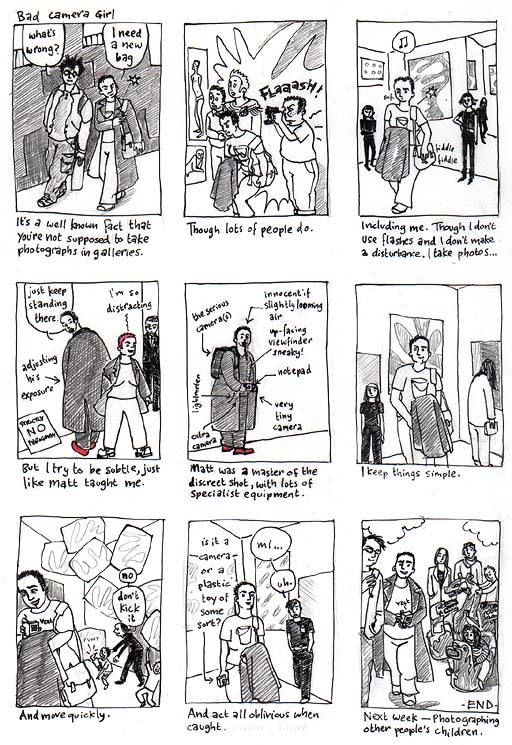 Bad camera Girl
what's
wrong?
I need
a new
bag
It's a well known fact that
you're not supposed to take
photographs in galleries.
FLAAASH!
Though lots of people do.
fiddle
fiddle
Including me. Though I don't
use flashes and I don't make
a disturbance. I take photos...
just keep
standing
there.
I'm so
distracting
adjusting
his
exposure
STRICTLY
NO
But I try to be subtle, just
like Matt taught me.
the serious
camera(s)
innocent if
slightly looming
air
up-facing
viewfinder
sneaky!
notepad
lightmeter
very
tiny
camera
extra
camera
Matt was a master of the
discreet shot, with lots of
specialist equipment.
I keep things simple.
no
don't
kick
it
And move quickly.
is it a
camera
or a
plastic
toy of
some
sort?
mi...
uh.
And act all oblivious when
caught.
-END-
Next week — Photographing
other people's children.